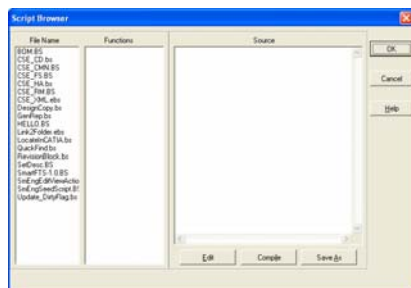 Script Browser
File Name
Functions
Source
BOM.BS
CSE_CD.bs
CSE_CMN.BS
CSE_FS.BS
CSE_HA.bs
CSE_RM.BS
CSE_XML.ebs
DesignCopy.bs
GenRep.bs
HELLO.BS
Link2Folder.ebs
LocateInCATIA.bs
QuickFind.bs
RevisionBlock.bs
SetDesc.BS
SmartFTS-1.0.BS
SmEngEditViewActio
SmEngSeedScript.B
Update_DirtyFlag.bs
OK
Cancel
Help
Edit
Compile
Save As